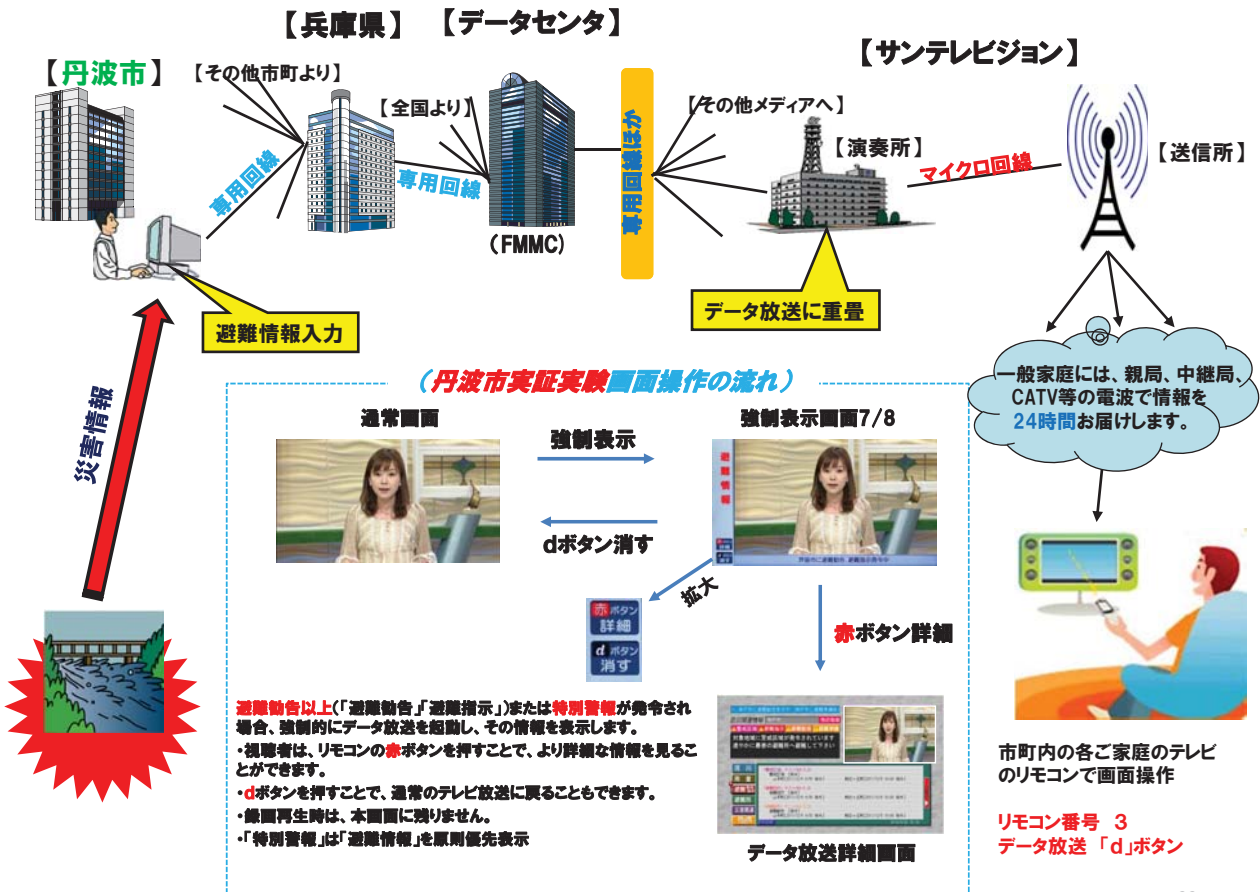 【兵庫県】
【データセンタ】
【サンテレビジョン】
【丹波市】
【その他市町より】
【全国より】
【その他メディアへ】
【演奏所】
【送信所】
専用回線
専用回線
専用回線ほか
マイクロ回線
(FMMC)
避難情報入力
データ放送に重畳
災害情報
一般家庭には、親局、中継局、
CATV等の電波で情報を
24時間お届けします。
(丹波市実証実験画面操作の流れ)
通常画面
強制表示
強制表示画面7/8
避難情報
dボタン消す
拡大
赤ボタン
詳細
dボタン
消す
赤ボタン詳細
避難勧告以上(「避難勧告」「避難指示」)または特別警報が発令され
場合、強制的にデータ放送を起動し、その情報を表示します。
・視聴者は、リモコンの赤ボタンを押すことで、より詳細な情報を見るこ
とができます。
・dボタンを押すことで、通常のテレビ放送に戻ることもできます。
・録画再生時は、本画面に残りません。
・「特別警報」は「避難情報」を原則優先表示
データ放送詳細画面
市町内の各ご家庭のテレビ
のリモコンで画面操作
リモコン番号 3
データ放送 「d」ボタン